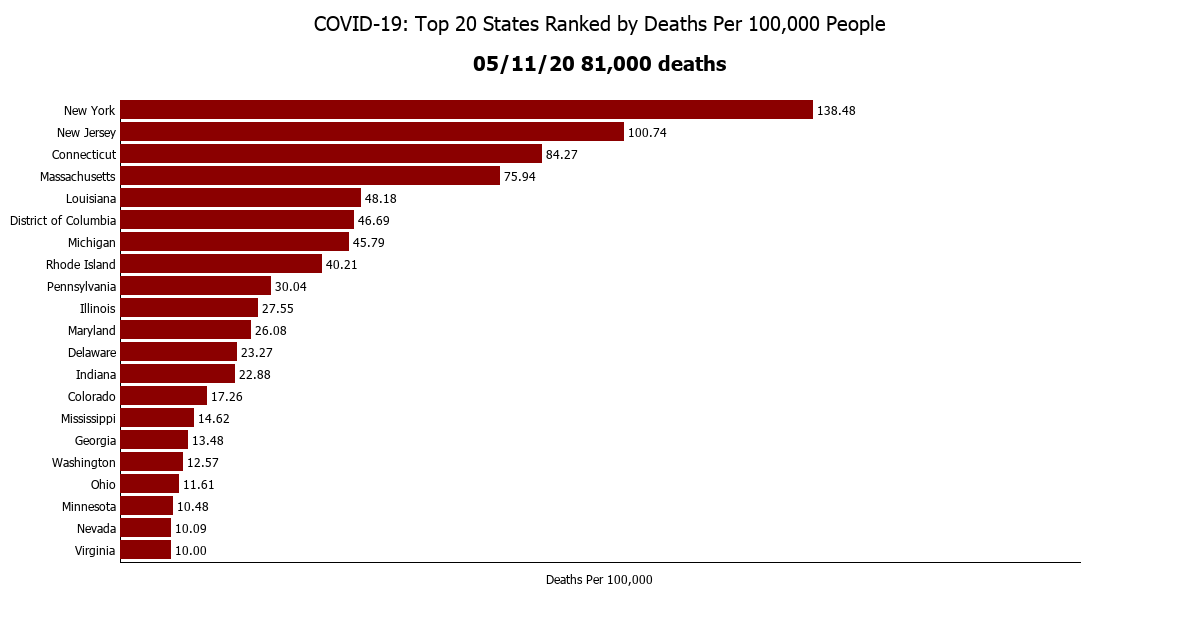 COVID-19: Top 20 States Ranked by Deaths Per 100,000 People
05/11/20 81,000 deaths
New York 138.48
New Jersey 100.74
Connecticut 84.27
Massachusetts 75.94
Louisiana 48.18
District of Columbia 46.69
Michigan 45.79
Rhode Island 40.21
Pennsylvania 30.04
Illinois 27.55
Maryland 26.08
Delaware 23.27
Indiana 22.88
Colorado 17.26
Mississippi 14.62
Georgia 13.48
Washington 12.57
Ohio 11.61
Minnesota 10.48
Nevada 10.09
Virginia 10.00
Deaths Per 100,000